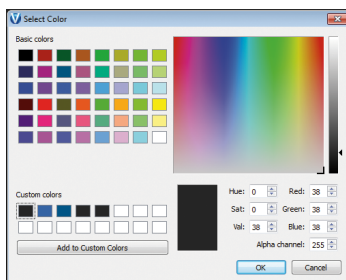 Select Color
Basic colors
Custom colors
Add to Custom Colors
Hue: 0 Red: 38
Sat: 0 Green: 38
Val: 38 Blue: 38
Alpha channel: 255
OK Cancel